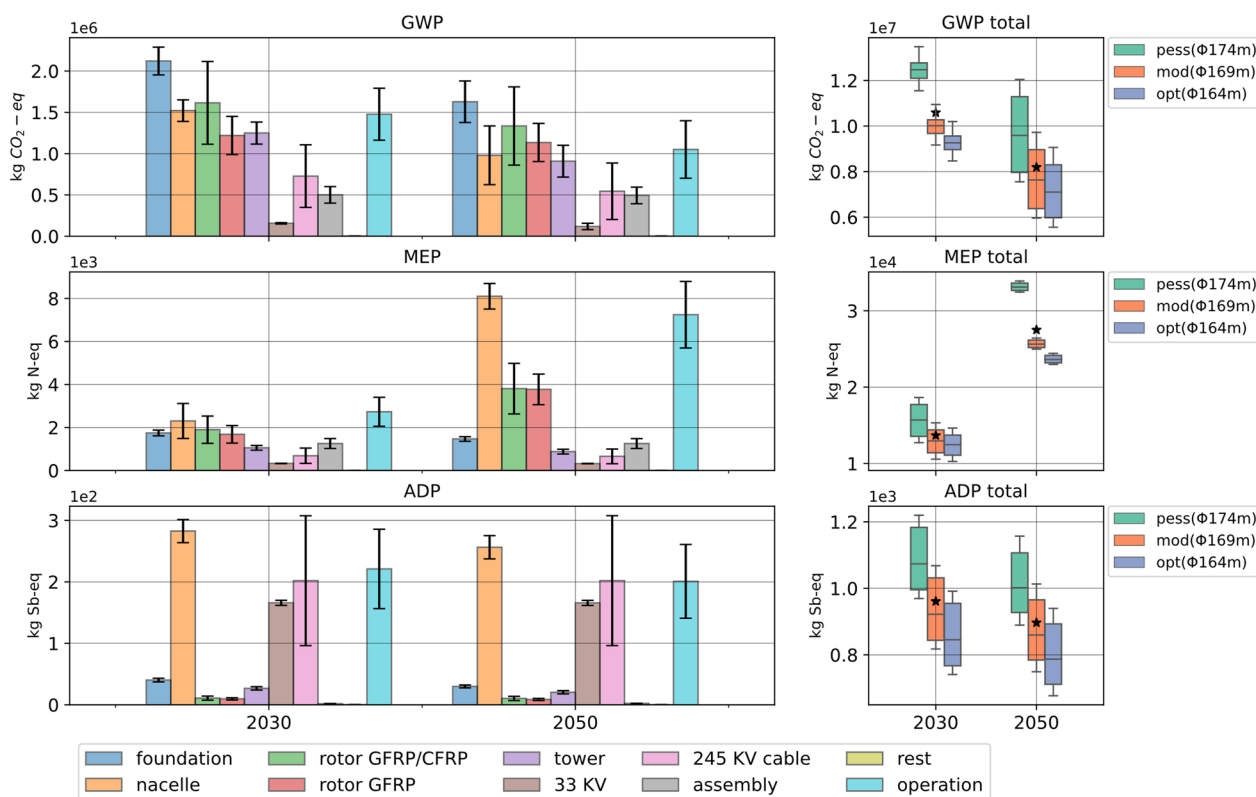 GWP
1e6
kg CO₂ − eq
2.0
1.5
1.0
0.5
0.0
GWP total
1e7
kg CO₂ − eq
1.2
1.0
0.8
0.6
pess(Φ174m)
mod(Φ169m)
opt(Φ164m)
MEP
1e3
kg N-eq
8
6
4
2
0
MEP total
1e4
kg N-eq
3
2
1
pess(Φ174m)
mod(Φ169m)
opt(Φ164m)
ADP
1e2
kg Sb-eq
3
2
1
0
2030 2050
ADP total
1e3
kg Sb-eq
1.2
1.0
0.8
2030 2050
pess(Φ174m)
mod(Φ169m)
opt(Φ164m)
foundation rotor GFRP/CFRP tower 245 KV cable rest
nacelle rotor GFRP 33 KV assembly operation